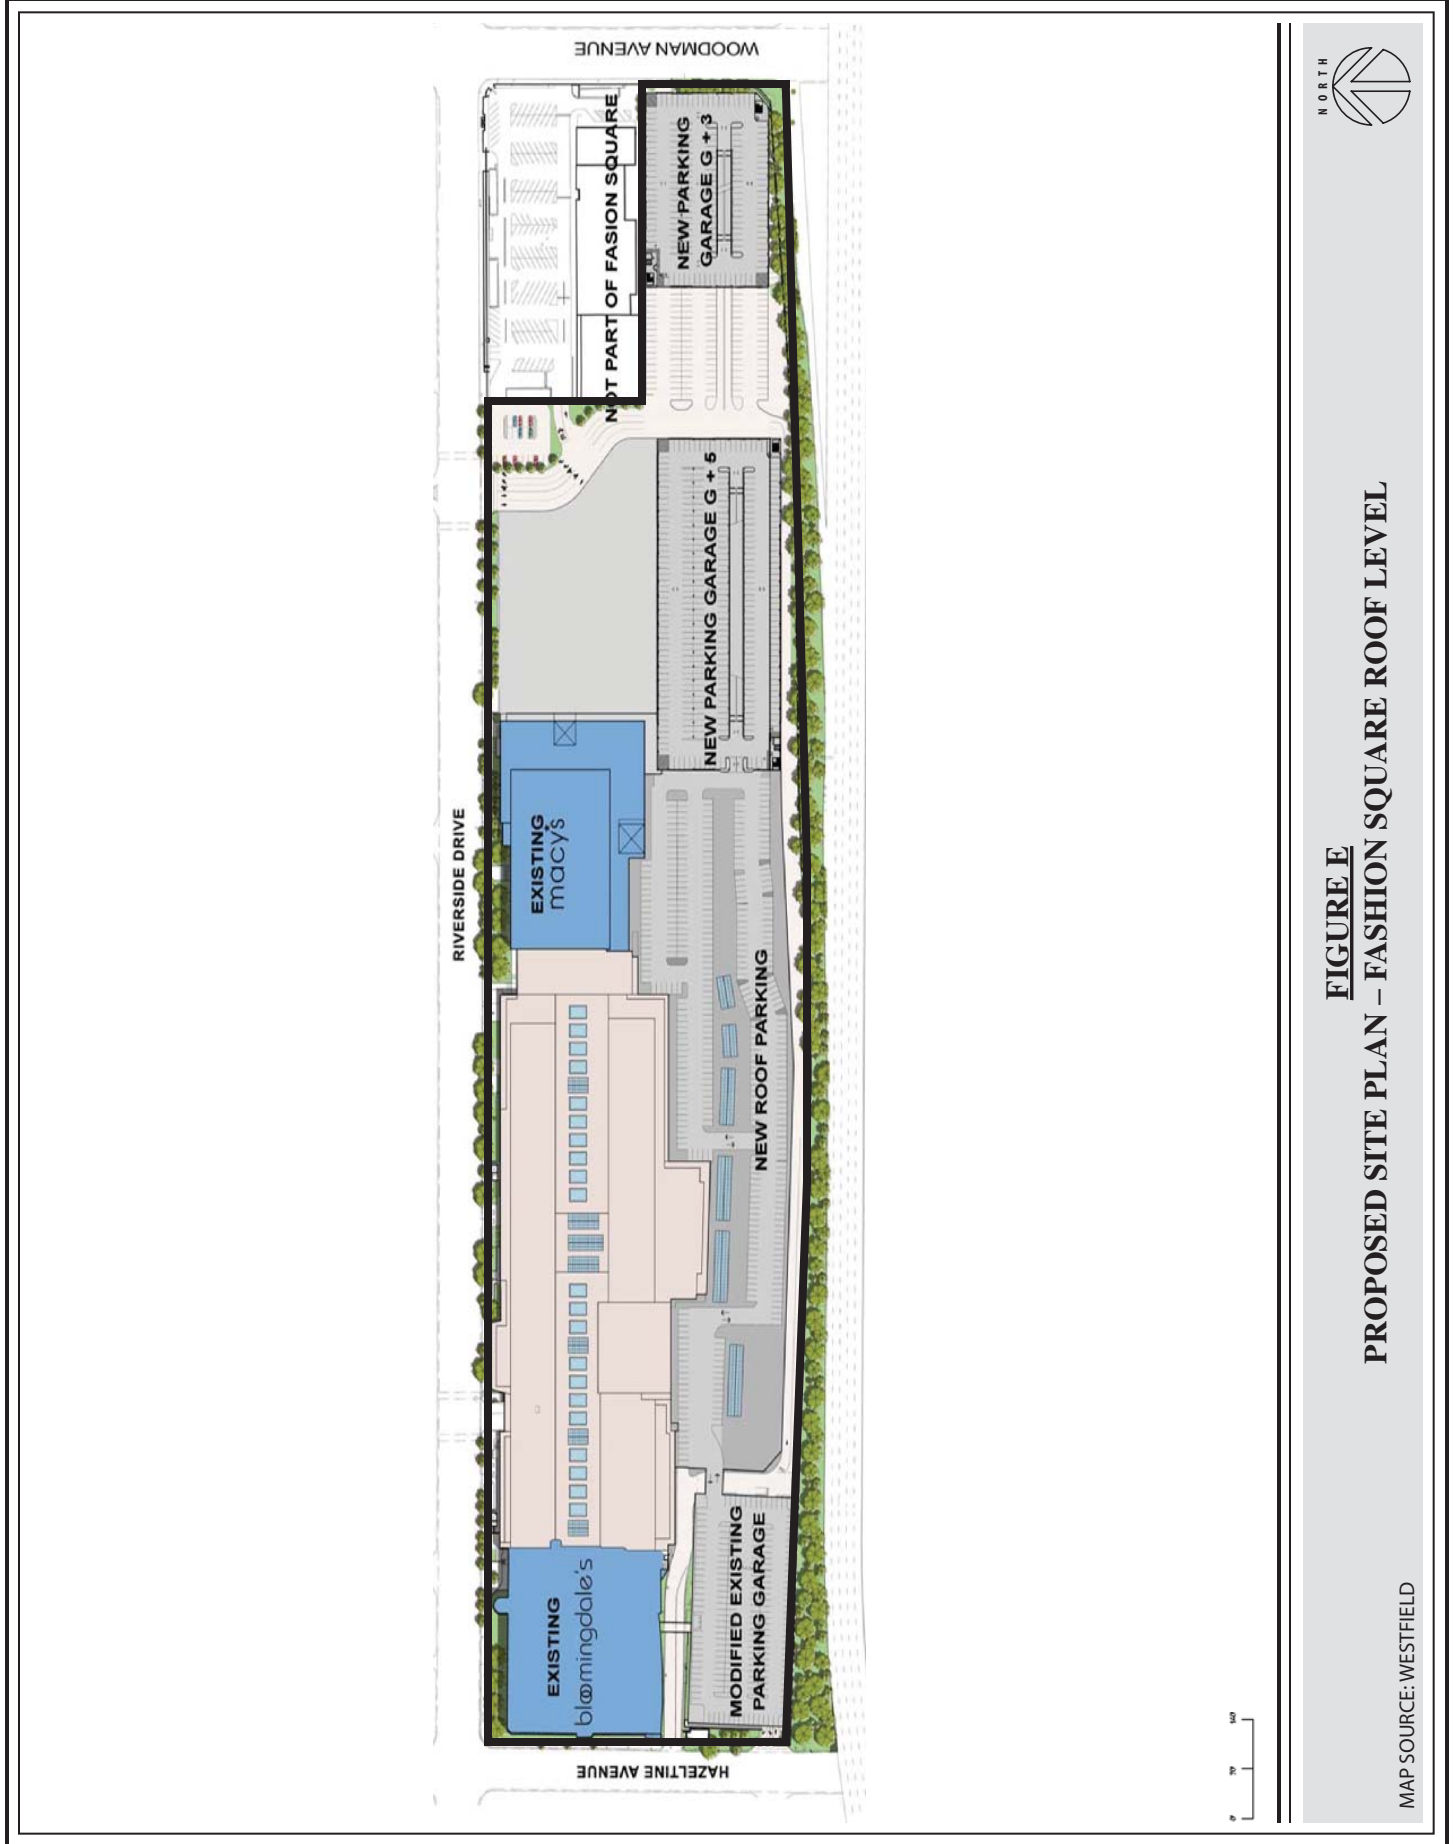 WOODMAN AVENUE
NORTH
NOT PART OF FASION SQUARE
NEW PARKING
GARAGE G + 3
NEW PARKING GARAGE G + 5
RIVERSIDE DRIVE
EXISTING
macy's
NEW ROOF PARKING
EXISTING
bloomingdale's
MODIFIED EXISTING
PARKING GARAGE
HAZELTINE AVENUE
FIGURE E
PROPOSED SITE PLAN – FASHION SQUARE ROOF LEVEL
MAP SOURCE: WESTFIELD